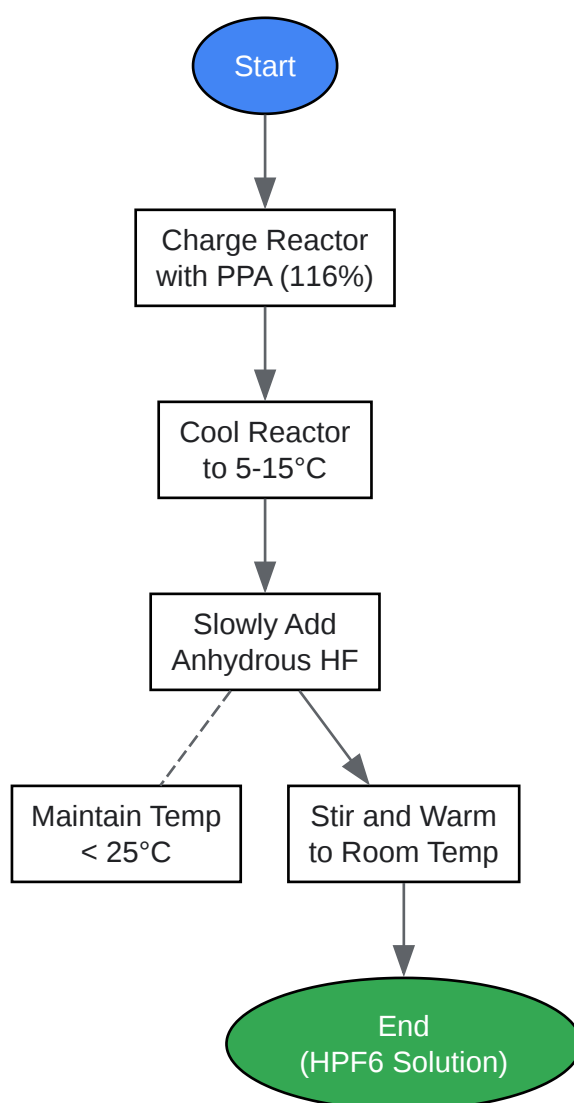 Start
Charge Reactor
with PPA (116%)
Cool Reactor
to 5-15°C
Slowly Add
Anhydrous HF
Maintain Temp
< 25°C
Stir and Warm
to Room Temp
End
(HPF6 Solution)